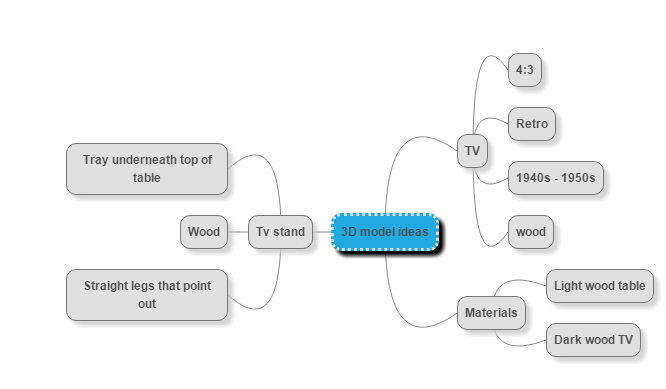 4:3
Retro
TV
1940s - 1950s
wood
Tray underneath top of
table
Wood
Tv stand
3D model ideas
Straight legs that point
out
Light wood table
Materials
Dark wood TV